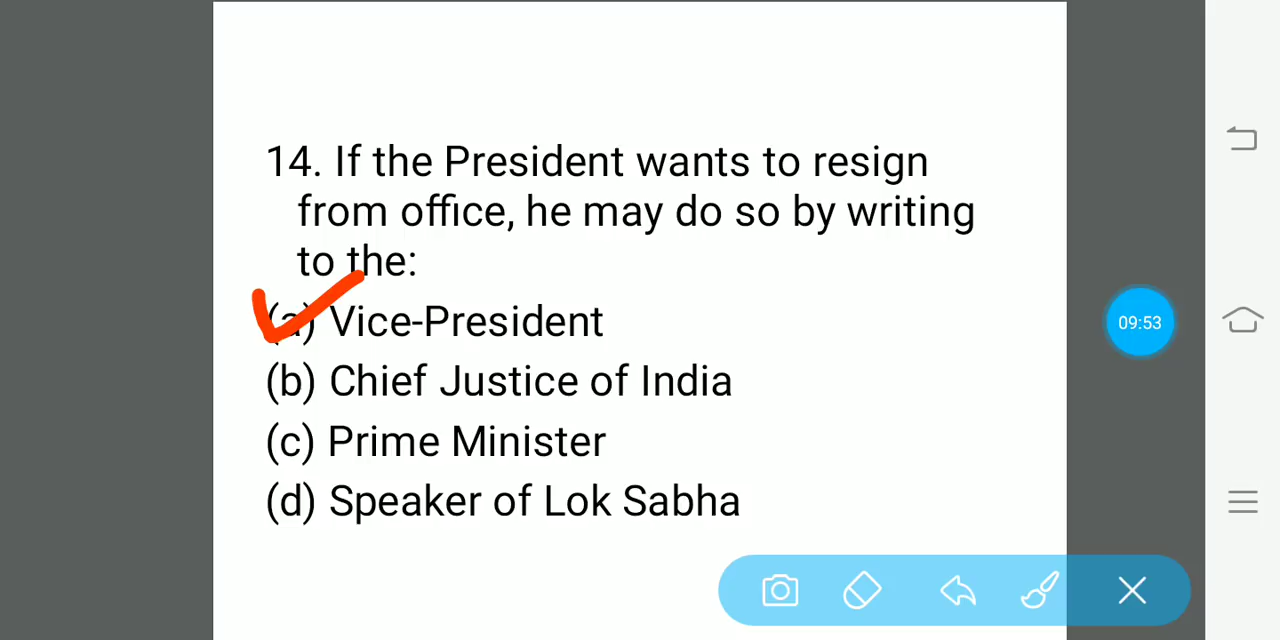 14. If the President wants to resign
from office, he may do so by writing
to the:
(a) Vice-President
(b) Chief Justice of India
(c) Prime Minister
(d) Speaker of Lok Sabha
09:53